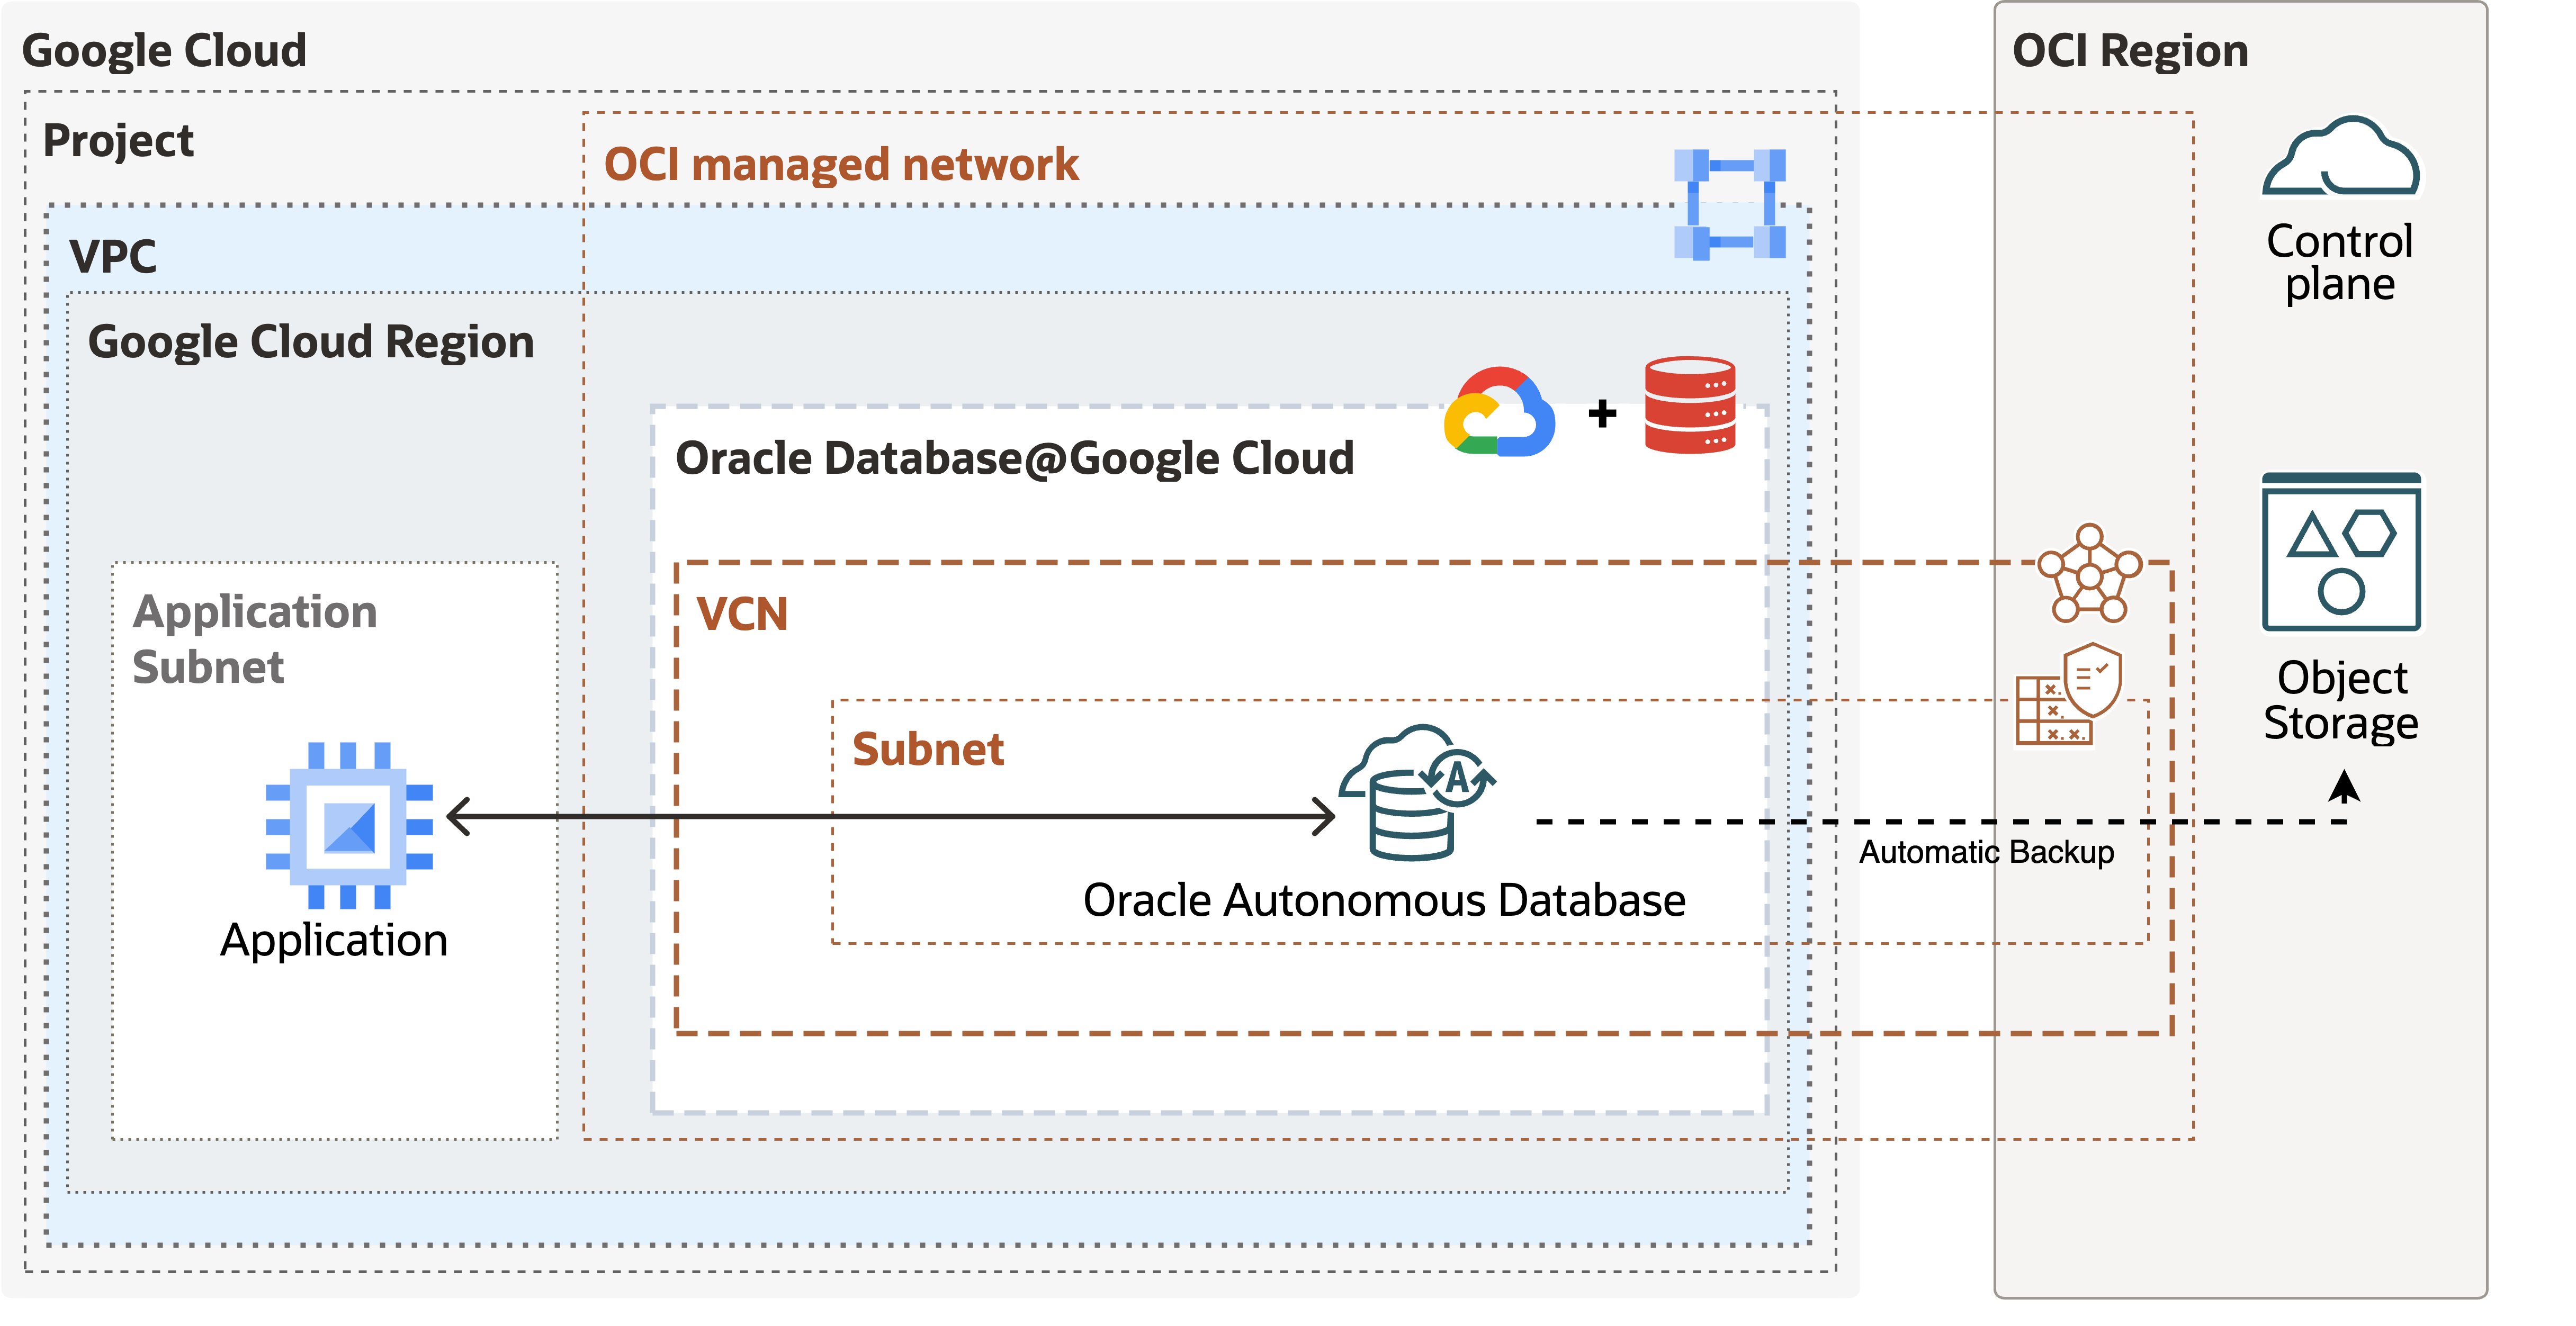 Google Cloud
OCI Region
Project
OCI managed network
VPC
Google Cloud Region
Control
plane
Oracle Database@Google Cloud
+
VCN
Application
Subnet
Subnet
A
Object
Storage
Automatic Backup
Oracle Autonomous Database
Application